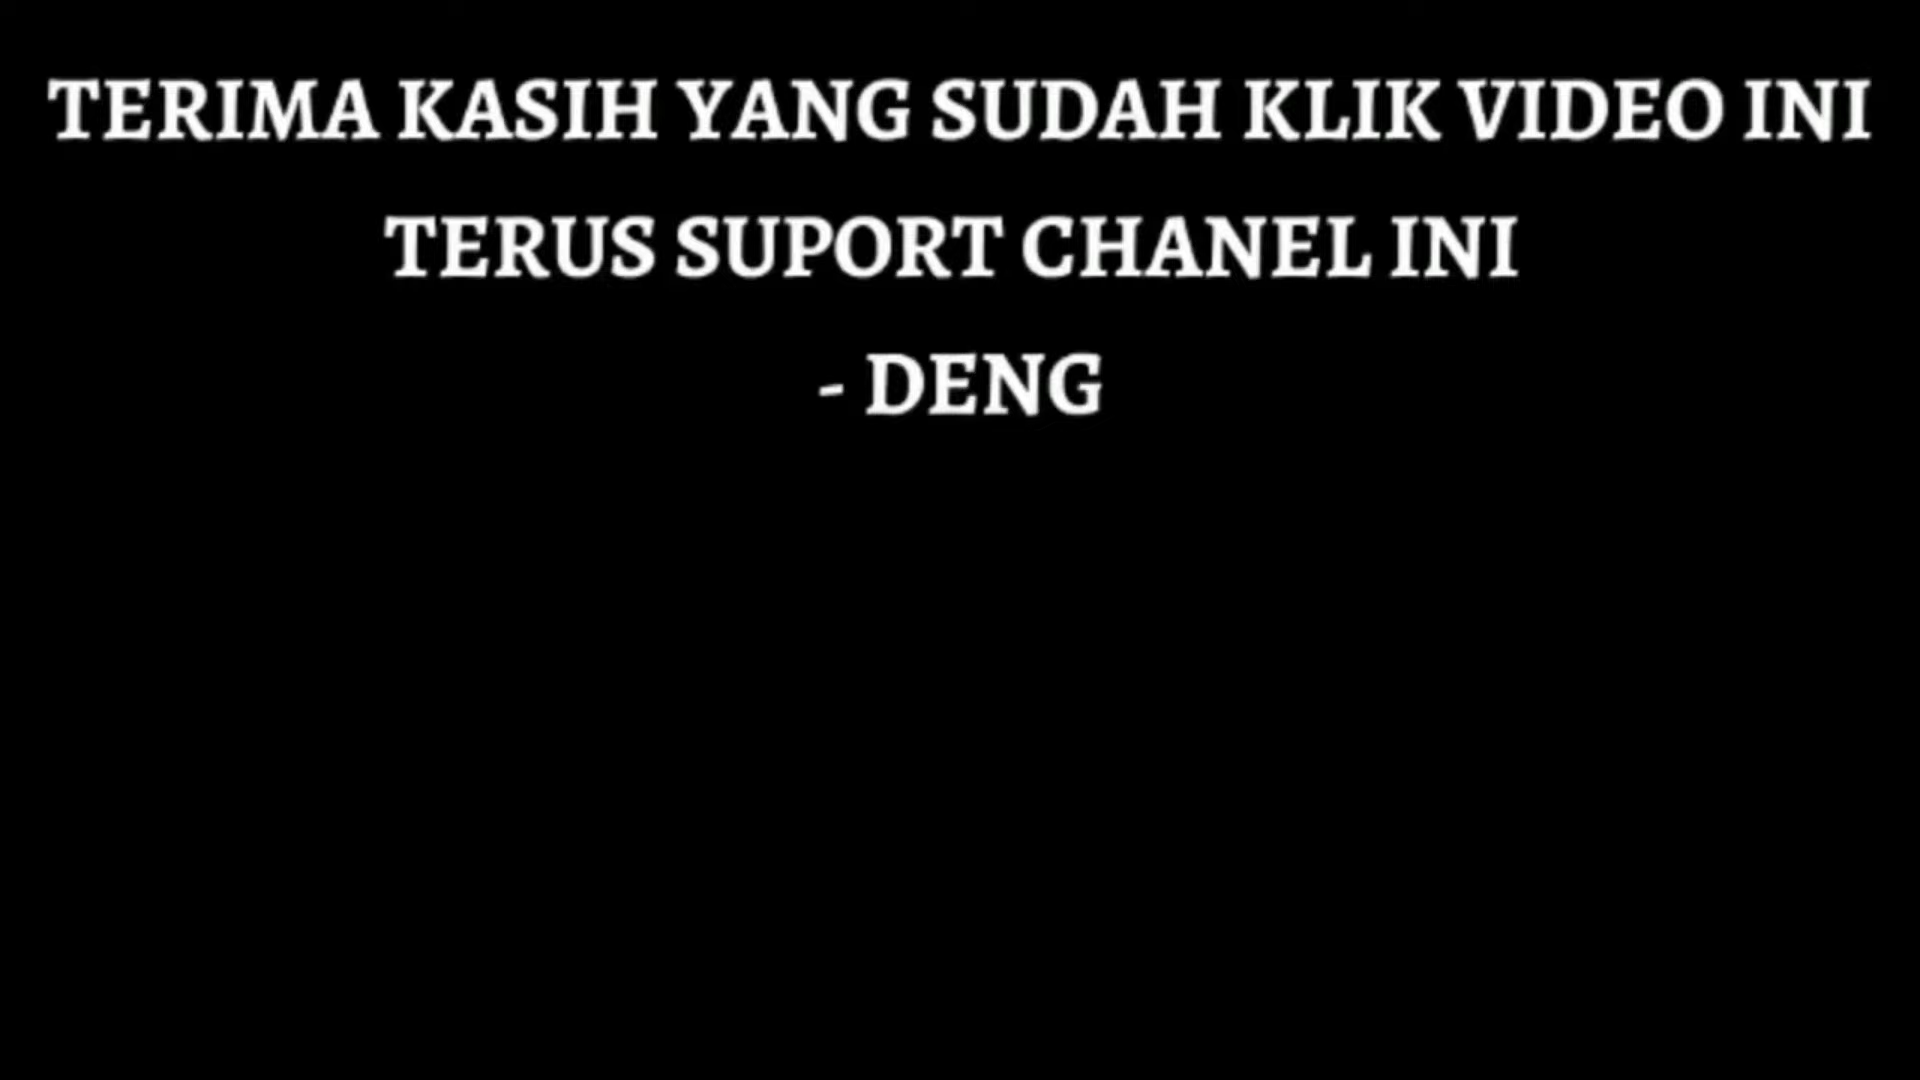 TERIMA KASIH YANG SUDAH KLIK VIDEO INI
TERUS SUPORT CHANEL INI
- DENG